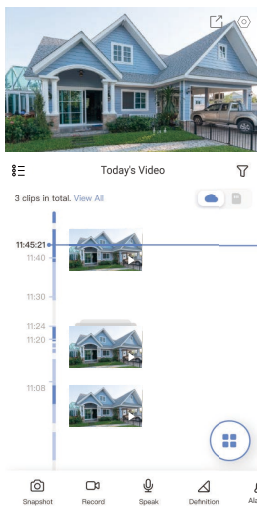 Today's Video
3 clips in total. View All
11:45:21
11:40
11:30
11:24
11:20
11:08
Snapshot
Record
Speak
Definition
Ala